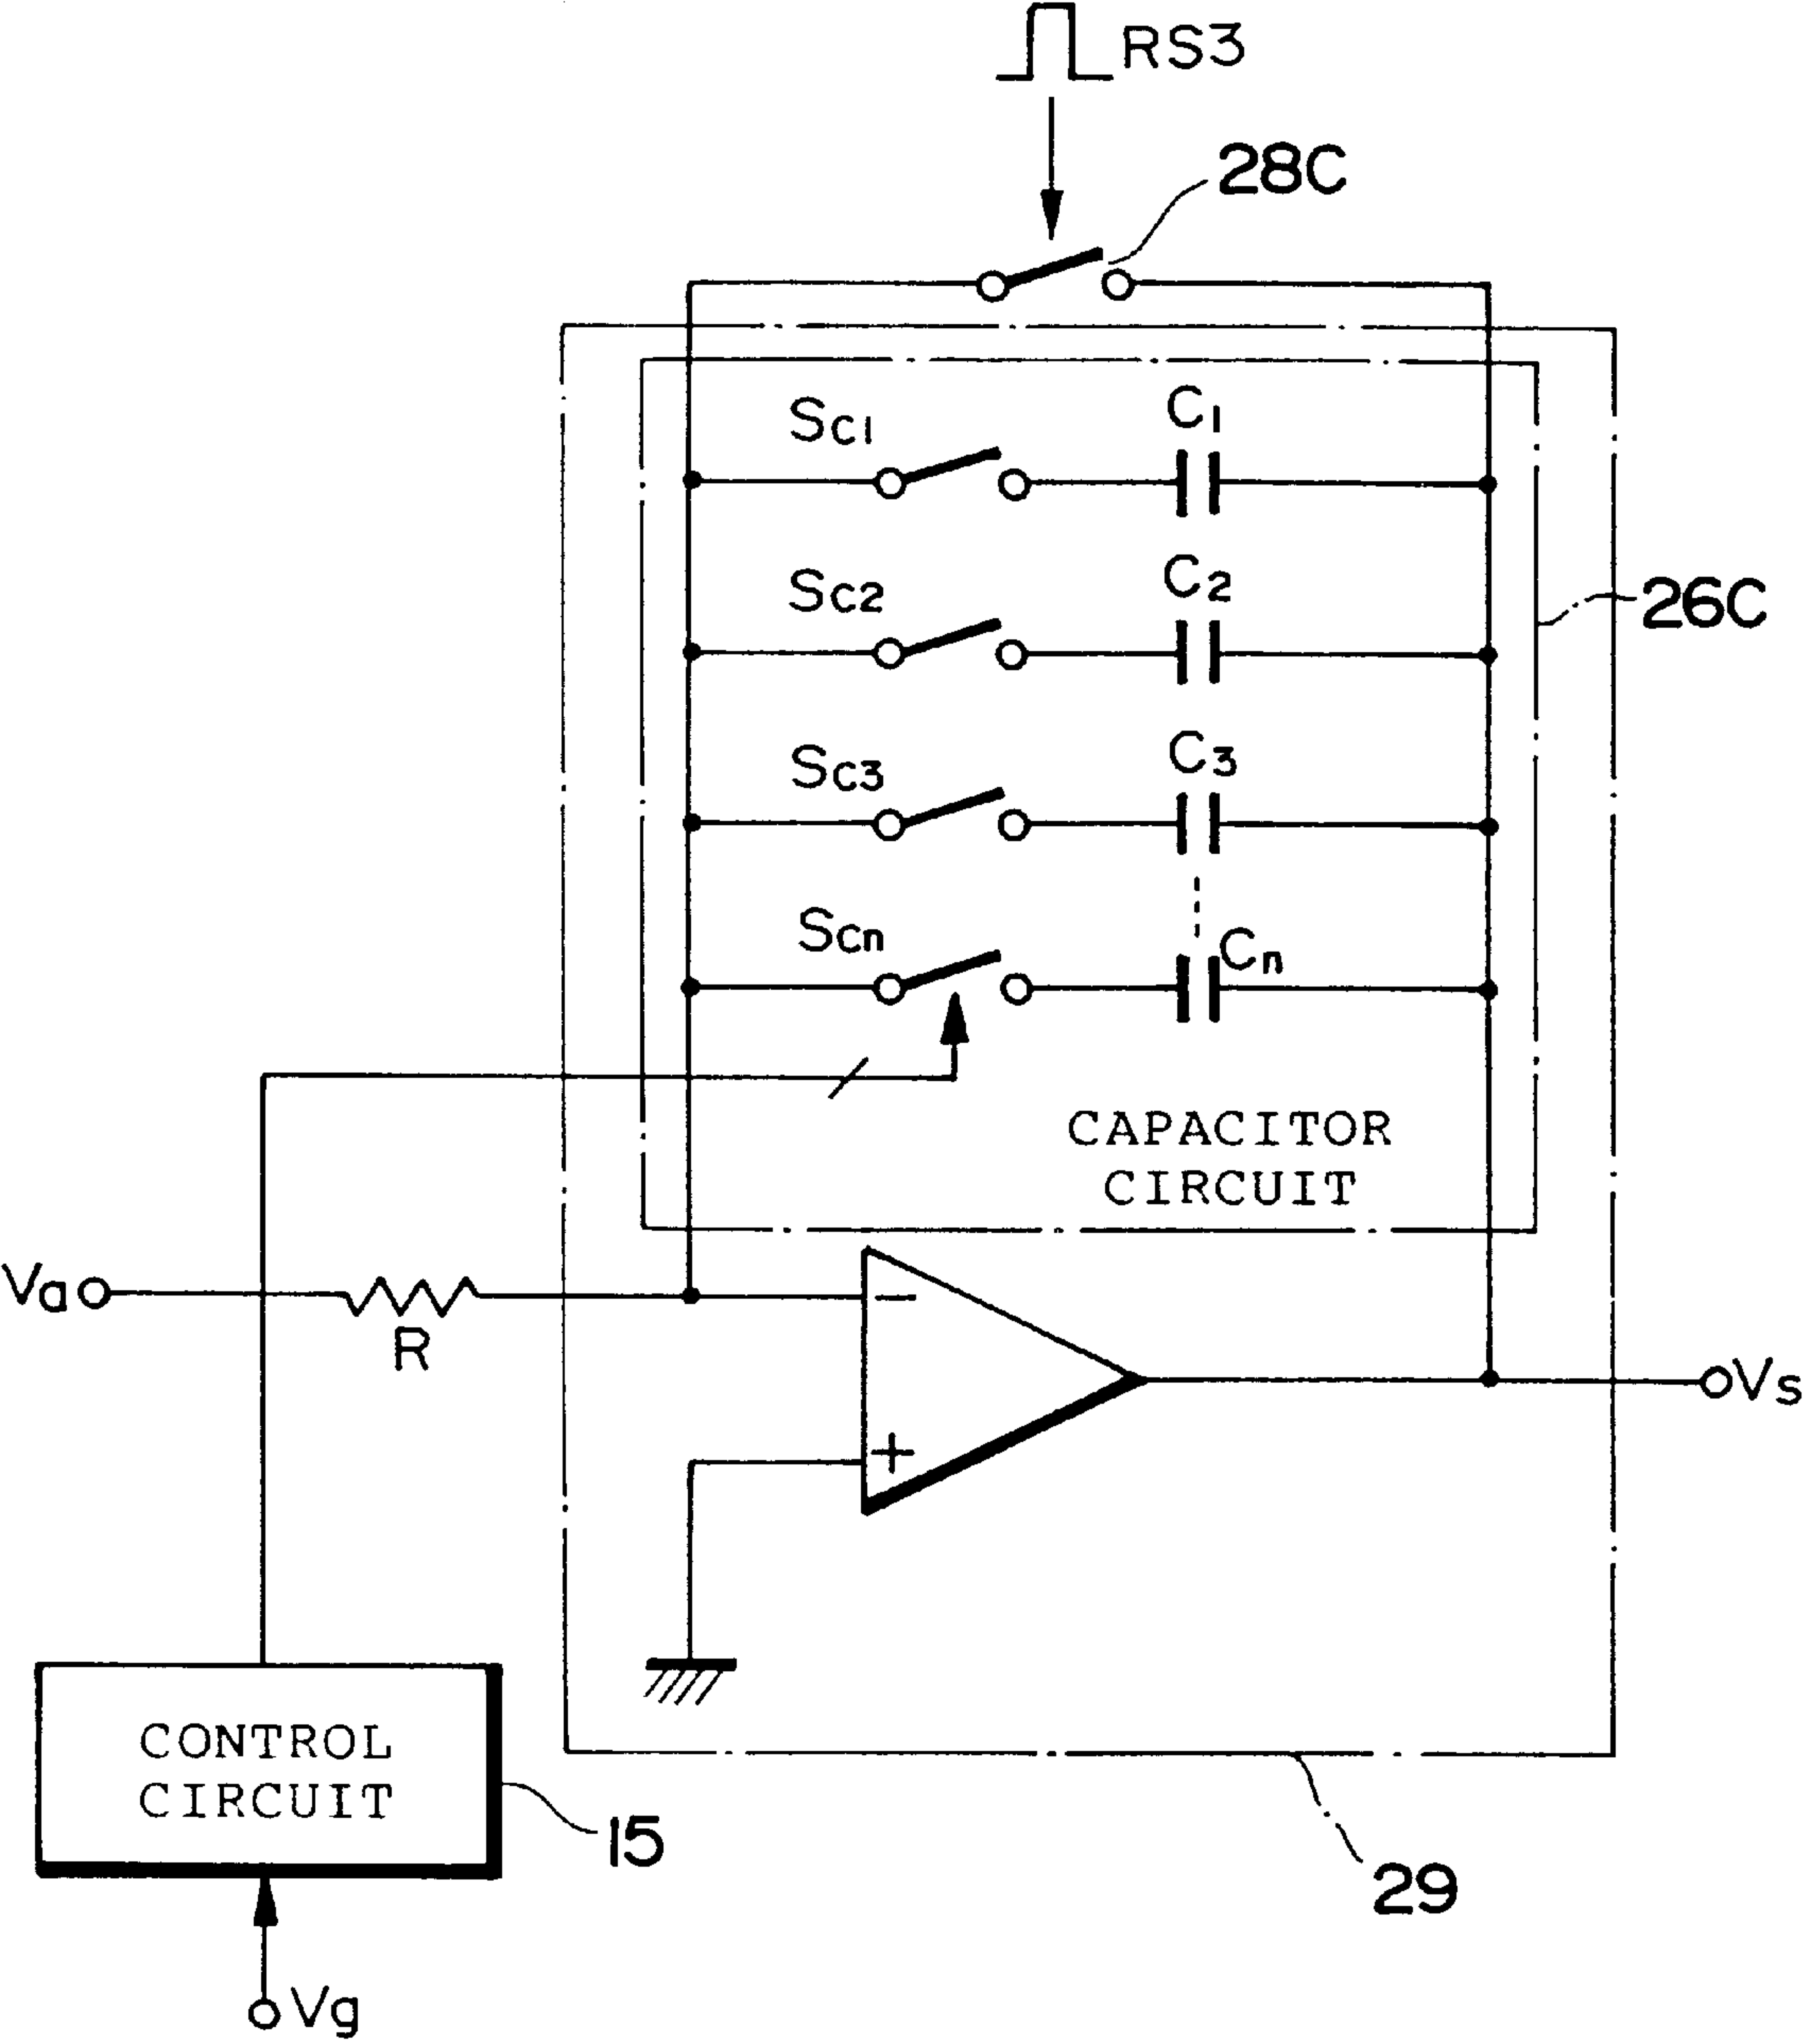 RS3
28C
Sc1
C1
Sc2
C2
26C
Sc3
C3
Scn
Cn
CAPACITOR
CIRCUIT
Va
R
−
+
Vs
CONTROL
CIRCUIT
15
29
Vg